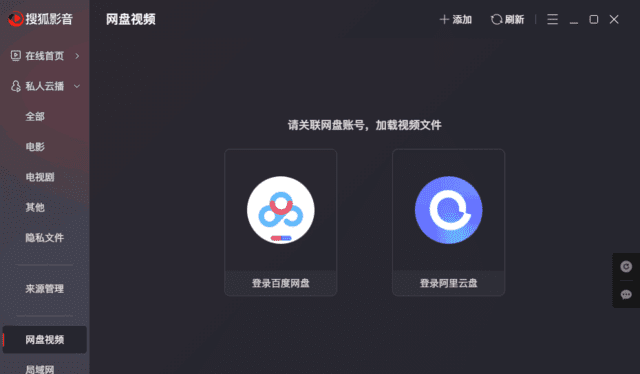 搜狐影音
网盘视频
添加
刷新
在线首页
私人云播
全部
电影
电视剧
其他
隐私文件
来源管理
网盘视频
局域网
请关联网盘账号，加载视频文件
登录百度网盘
登录阿里云盘